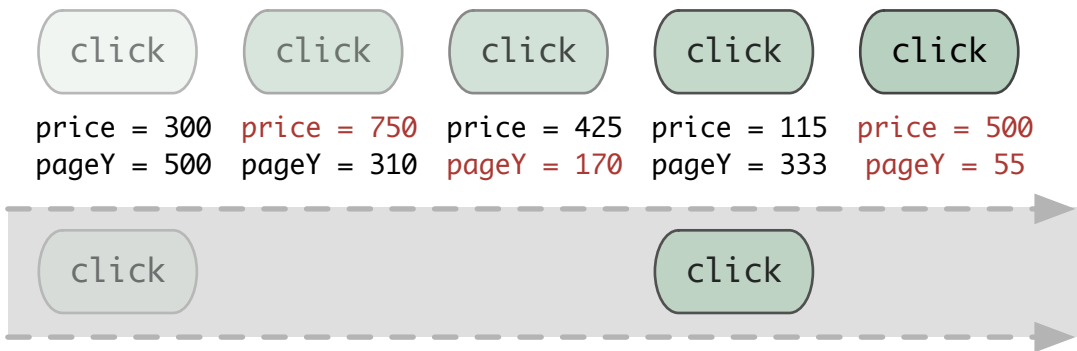 click click click click click
price = 300 price = 750 price = 425 price = 115 price = 500
pageY = 500 pageY = 310 pageY = 170 pageY = 333 pageY = 55
click click